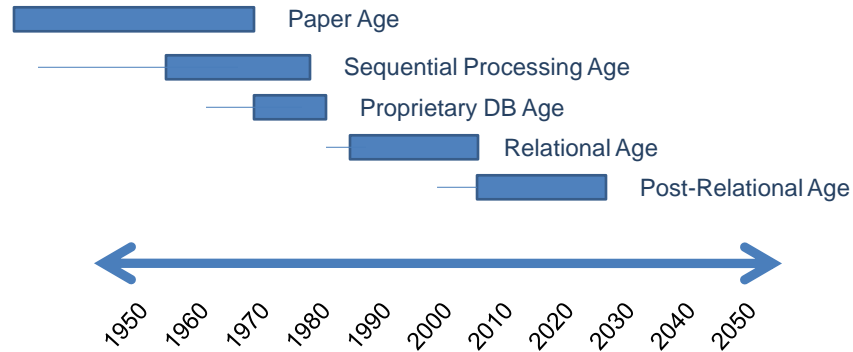 Paper Age
Sequential Processing Age
Proprietary DB Age
Relational Age
Post-Relational Age
1950
1960
1970
1980
1990
2000
2010
2020
2030
2040
2050